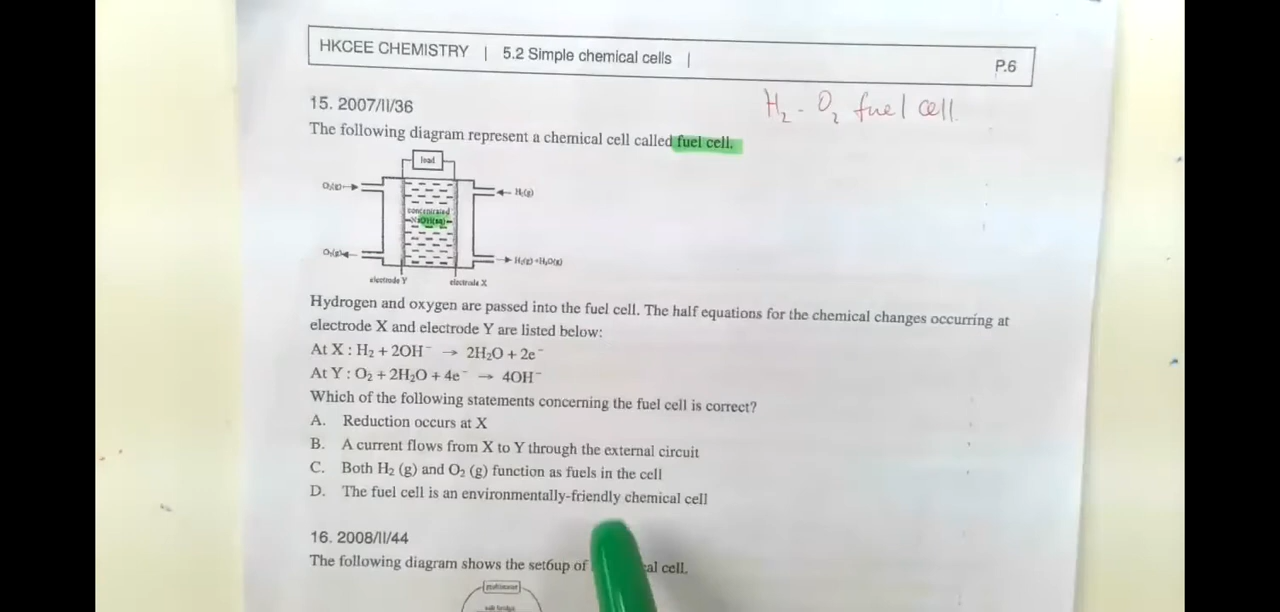 HKCEE CHEMISTRY | 5.2 Simple chemical cells |
P.6
H₂ - O₂ fuel cell.
15. 2007/II/36
The following diagram represent a chemical cell called fuel cell.
load
O₂(g)
H₂(g)
concentrated
NaOH(aq)
O₂(g)
H₂(g)+H₂O(g)
electrode Y
electrode X
Hydrogen and oxygen are passed into the fuel cell. The half equations for the chemical changes occurring at
electrode X and electrode Y are listed below:
At X : H₂ + 2OH⁻ → 2H₂O + 2e⁻
At Y : O₂ + 2H₂O + 4e⁻ → 4OH⁻
Which of the following statements concerning the fuel cell is correct?
A. Reduction occurs at X
B. A current flows from X to Y through the external circuit
C. Both H₂ (g) and O₂ (g) function as fuels in the cell
D. The fuel cell is an environmentally-friendly chemical cell
16. 2008/II/44
The following diagram shows the set6up of cell.
salt bridge